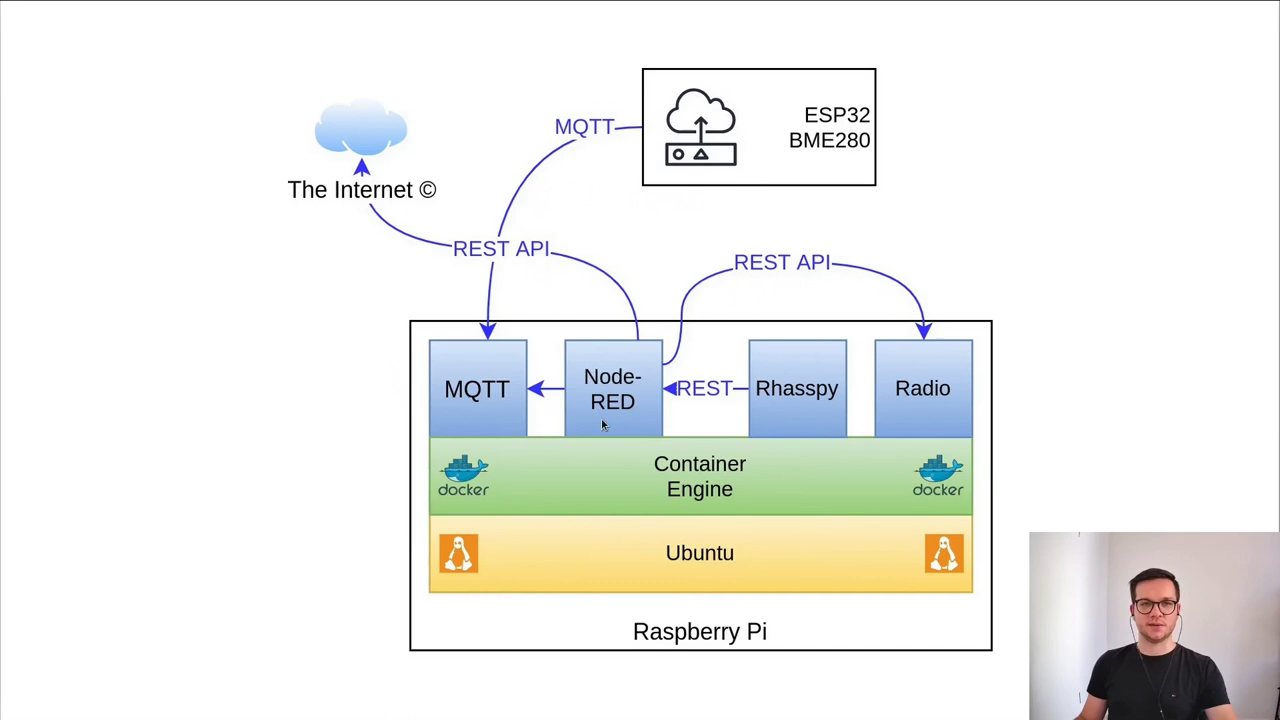 ESP32
BME280
MQTT
The Internet ©
REST API
REST API
MQTT
Node-
RED
REST
Rhasspy
Radio
docker
Container
Engine
docker
Ubuntu
Raspberry Pi